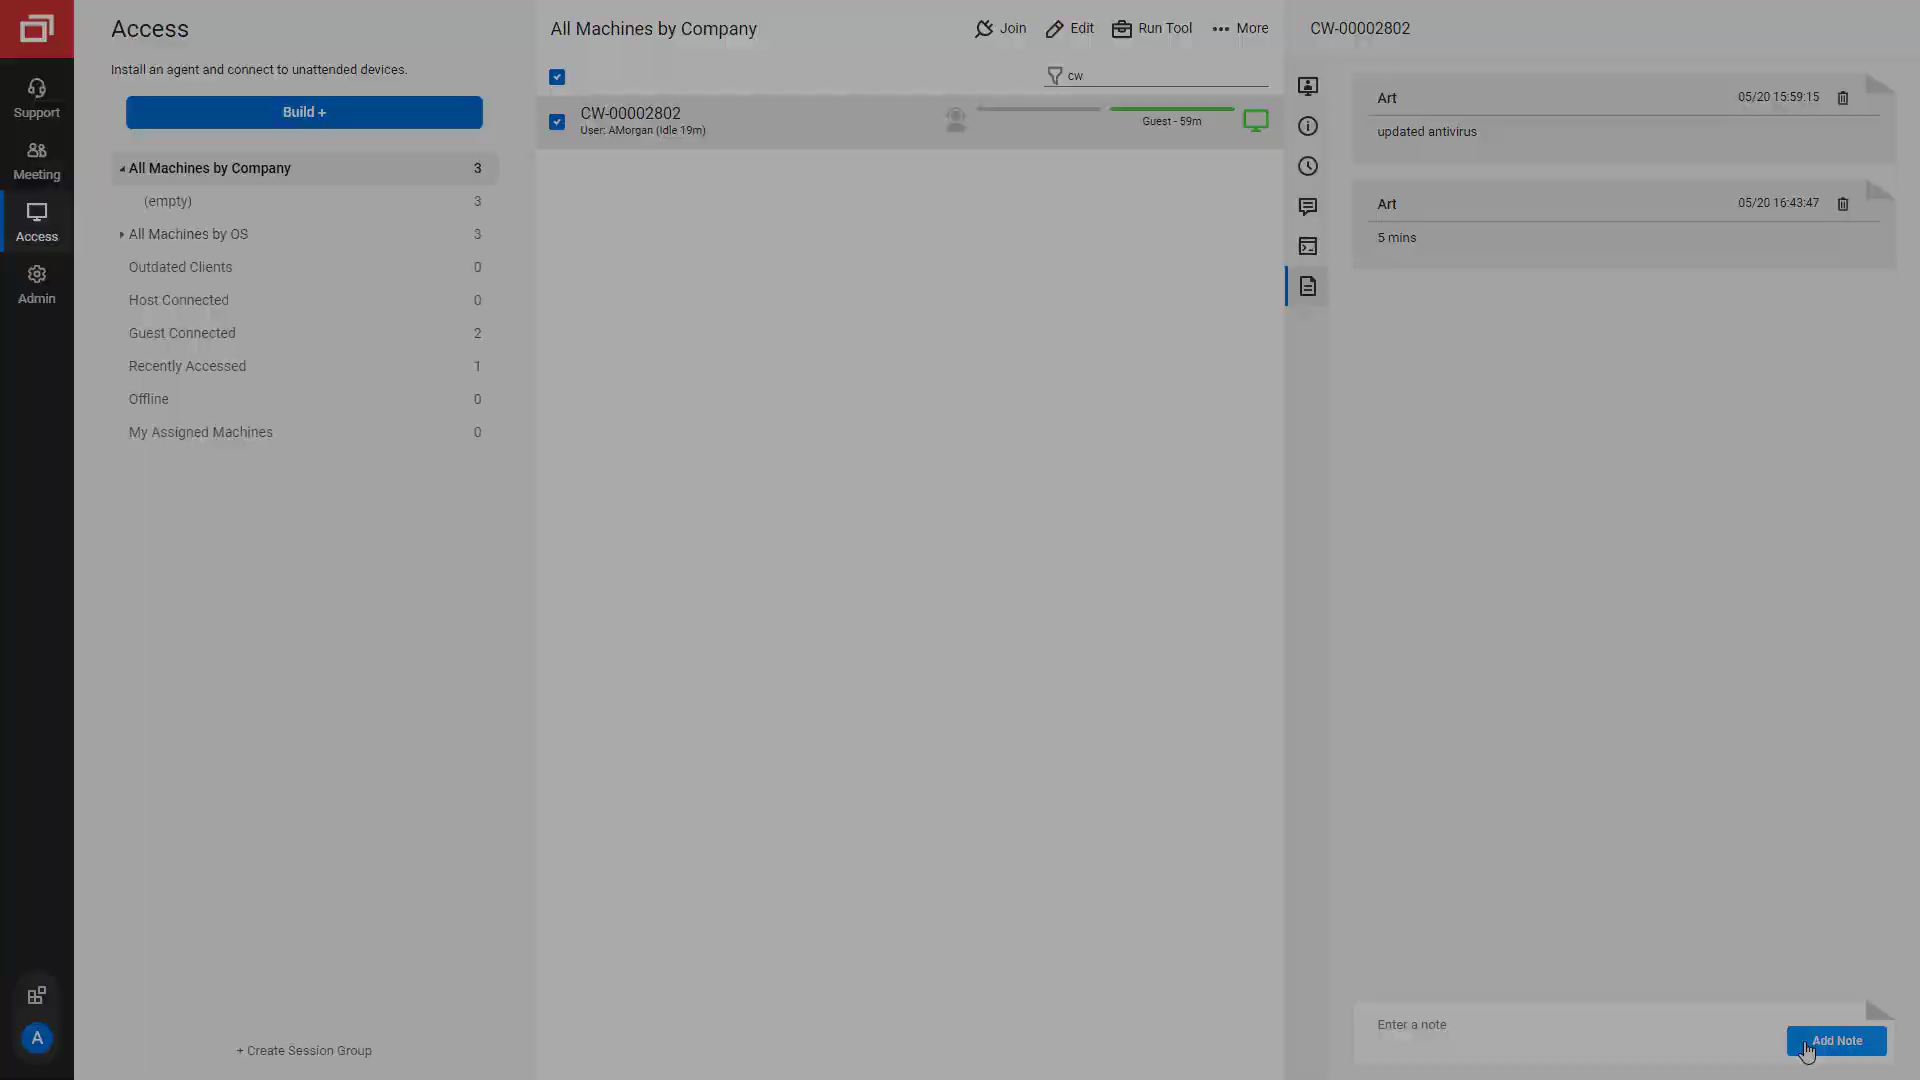 Support
Meeting
Access
Admin
A
Access
Install an agent and connect to unattended devices.
Build +
All Machines by Company 3
(empty) 3
All Machines by OS 3
Outdated Clients 0
Host Connected 0
Guest Connected 2
Recently Accessed 1
Offline 0
My Assigned Machines 0
+ Create Session Group
All Machines by Company
Join
Edit
Run Tool
More
cw
CW-00002802
User: AMorgan (Idle 19m)
Guest - 59m
CW-00002802
Art 05/20 15:59:15
updated antivirus
Art 05/20 16:43:47
5 mins
Enter a note
Add Note